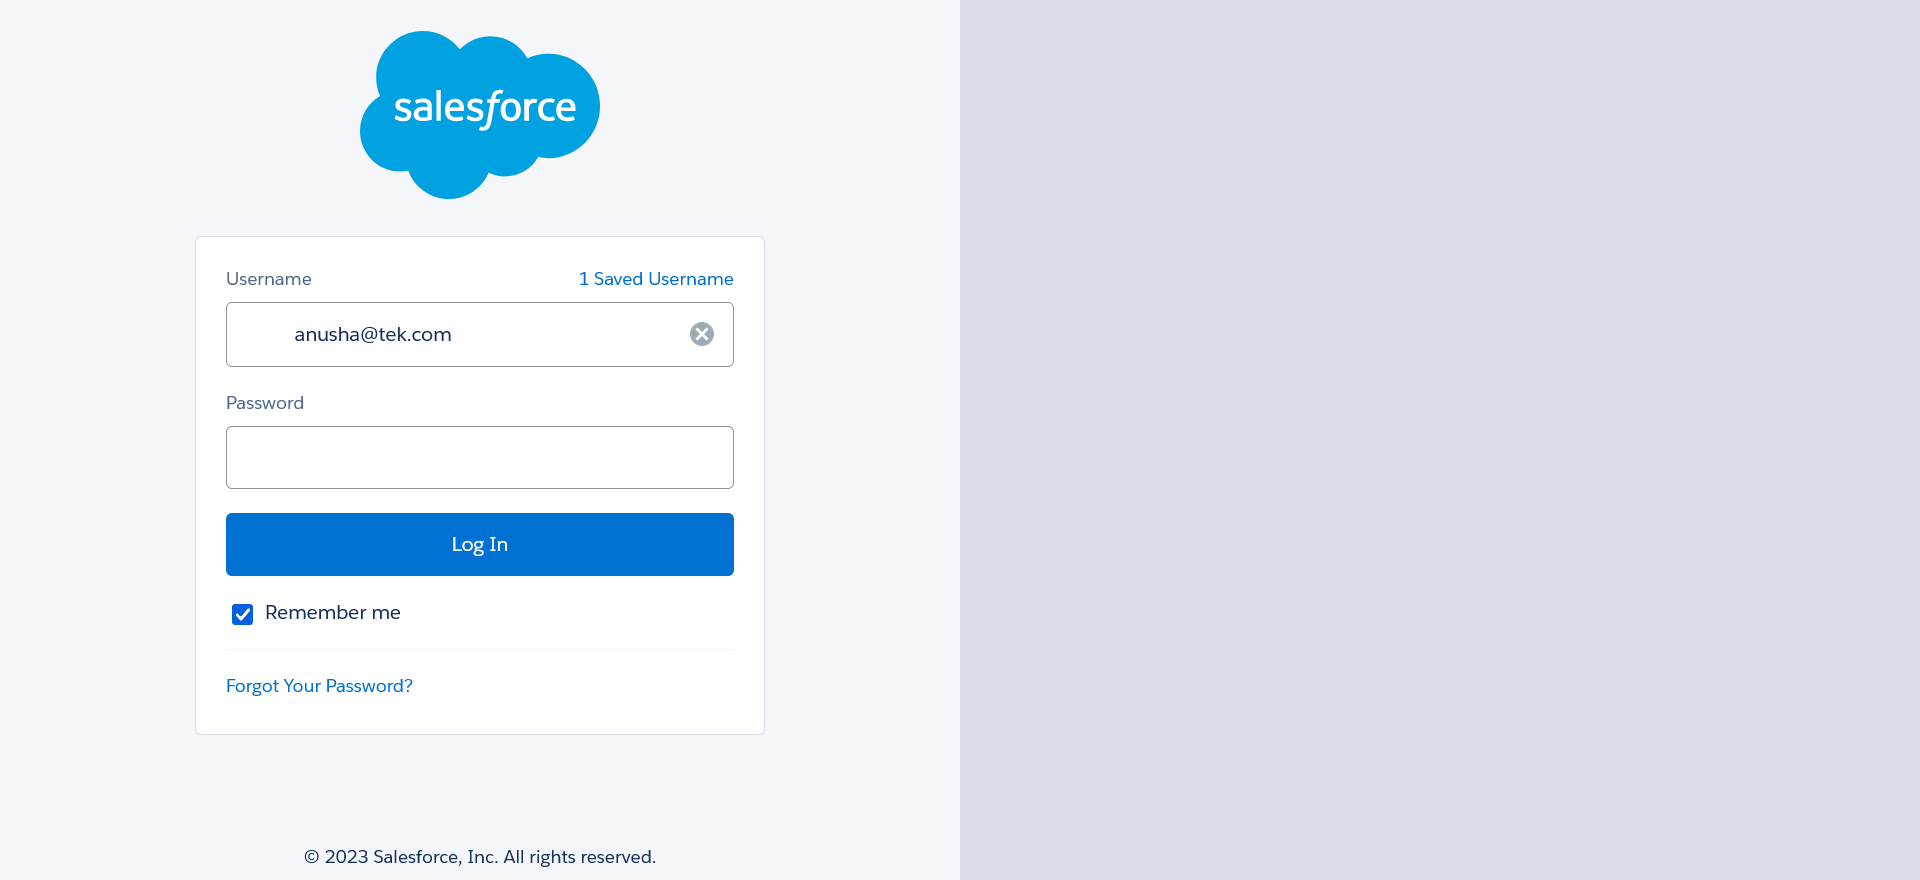 salesforce
Username
1 Saved Username
anusha@tek.com
Password
Log In
Remember me
Forgot Your Password?
© 2023 Salesforce, Inc. All rights reserved.